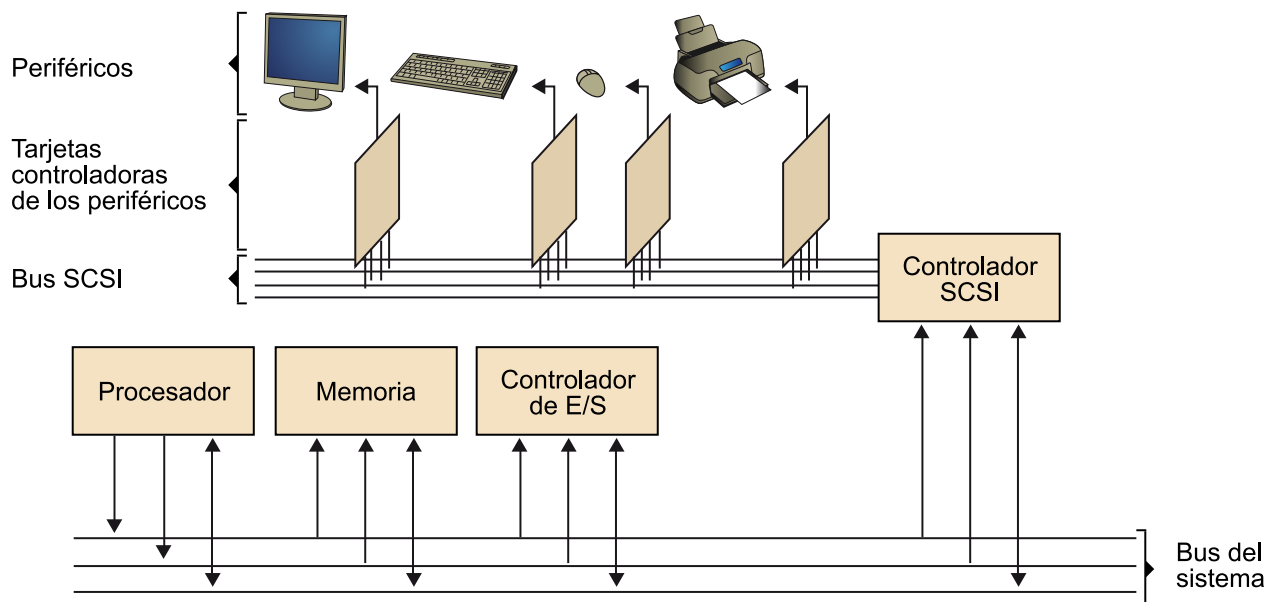 Periféricos
Tarjetas
controladoras
de los periféricos
Bus SCSI
Controlador
SCSI
Procesador
Memoria
Controlador
de E/S
Bus del
sistema